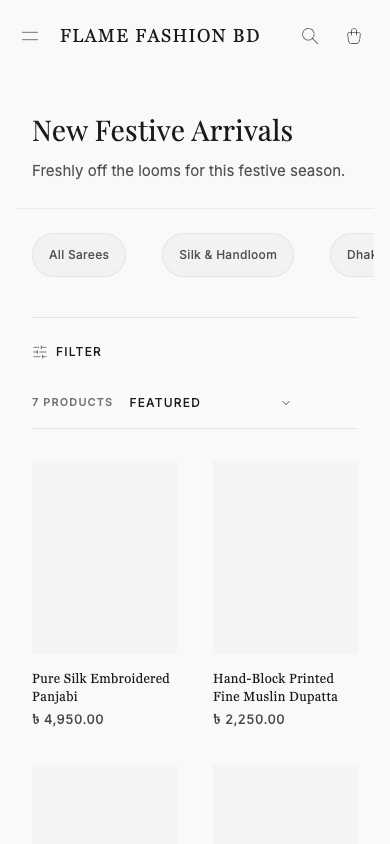 FLAME FASHION BD
New Festive Arrivals
Freshly off the looms for this festive season.
All Sarees
Silk & Handloom
Dhak
FILTER
7 PRODUCTS
FEATURED
Pure Silk Embroidered
Panjabi
৳ 4,950.00
Hand-Block Printed
Fine Muslin Dupatta
৳ 2,250.00